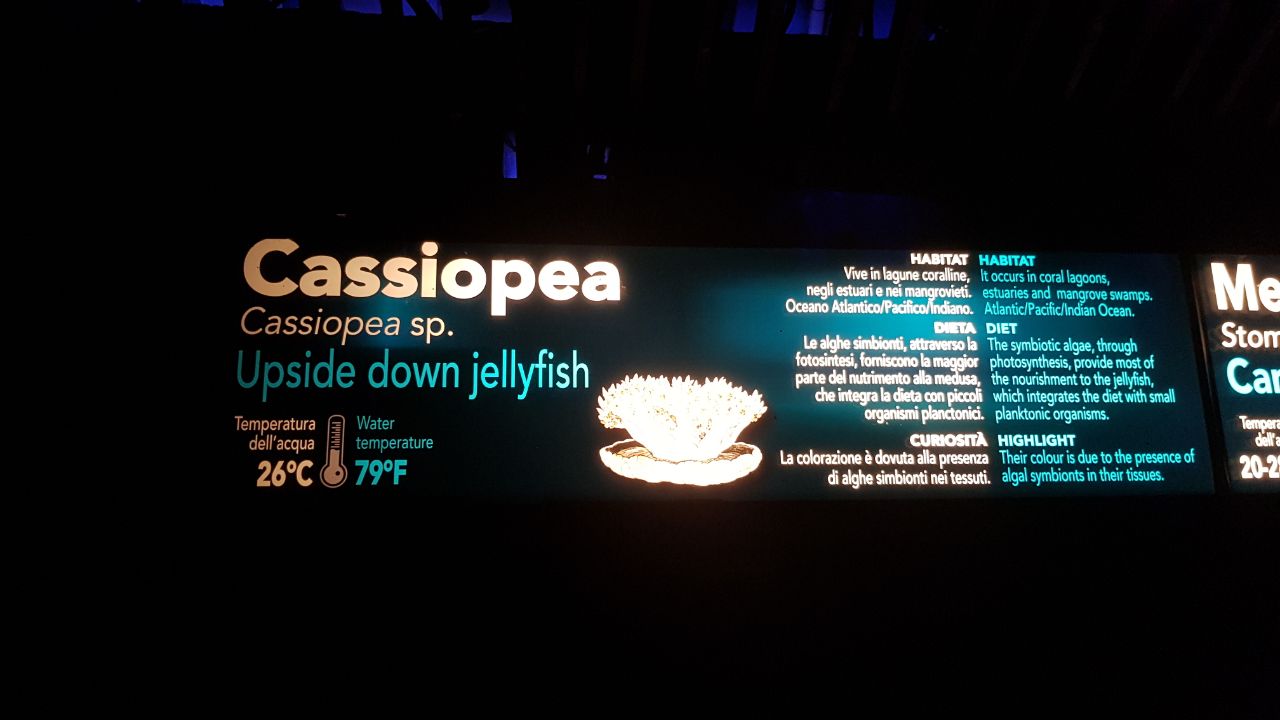 Cassiopea
Cassiopea sp.
Upside down jellyfish
Temperatura
dell'acqua
26°C
Water
temperature
79°F
HABITAT
Vive in lagune coralline,
negli estuari e nei mangrovieti.
Oceano Atlantico/Pacifico/Indiano.
DIETA
Le alghe simbionti, attraverso la
fotosintesi, forniscono la maggior
parte del nutrimento alla medusa,
che integra la dieta con piccoli
organismi planctonici.
CURIOSITÀ
La colorazione è dovuta alla presenza
di alghe simbionti nei tessuti.
HABITAT
It occurs in coral lagoons,
estuaries and mangrove swamps.
Atlantic/Pacific/Indian Ocean.
DIET
The symbiotic algae, through
photosynthesis, provide most of
the nourishment to the jellyfish,
which integrates the diet with small
planktonic organisms.
HIGHLIGHT
Their colour is due to the presence of
algal symbionts in their tissues.
Me
Stom
Can
Tempera
dell'a